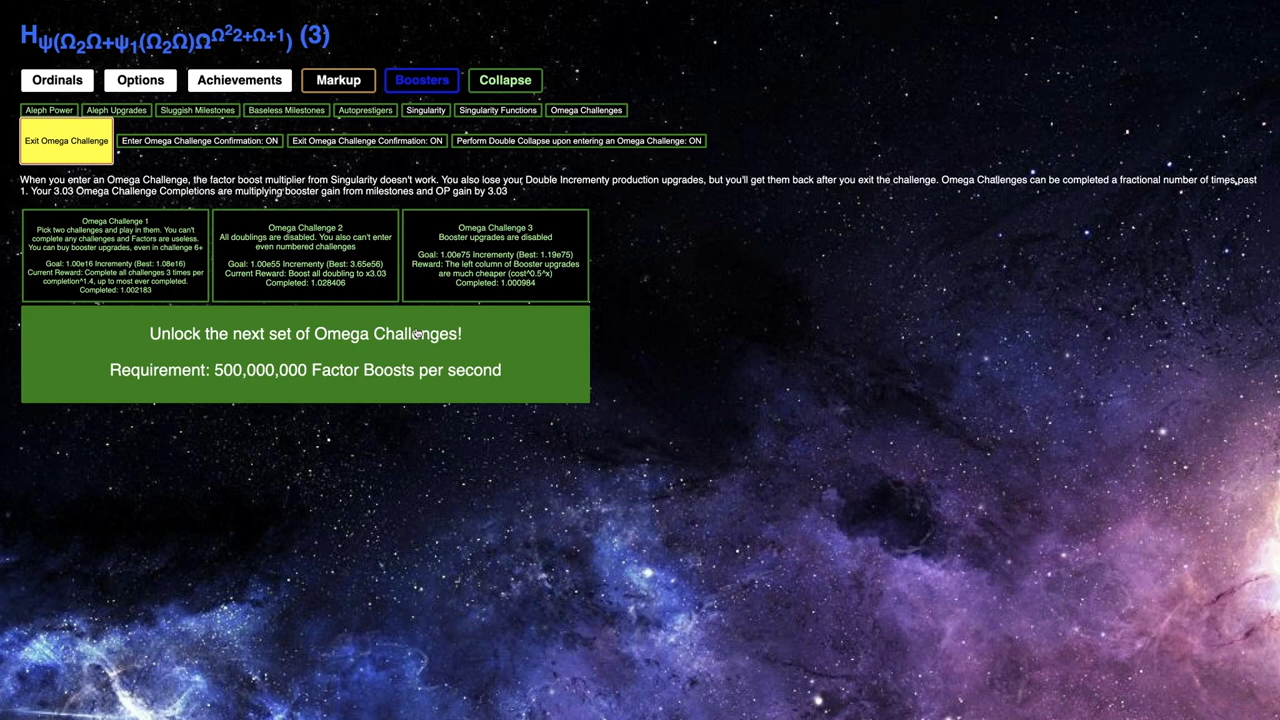 Hψ(Ω₂Ω+ψ₁(Ω₂Ω)Ω^Ω^22+Ω+1) (3)
Ordinals Options Achievements Markup Boosters Collapse
Aleph Power Aleph Upgrades Sluggish Milestones Baseless Milestones Autoprestigers Singularity Singularity Functions Omega Challenges
Exit Omega Challenge Enter Omega Challenge Confirmation: ON Exit Omega Challenge Confirmation: ON Perform Double Collapse upon entering an Omega Challenge: ON
When you enter an Omega Challenge, the factor boost multiplier from Singularity doesn't work. You also lose your Double Incrementy production upgrades, but you'll get them back after you exit the challenge. Omega Challenges can be completed a fractional number of times past
1. Your 3.03 Omega Challenge Completions are multiplying booster gain from milestones and OP gain by 3.03
Omega Challenge 1
Pick two challenges and play in them. You can't
complete any challenges and Factors are useless.
You can buy booster upgrades, even in challenge 6+
Goal: 1.00e16 Incrementy (Best: 1.08e16)
Current Reward: Complete all challenges 3 times per
completion^1.4, up to most ever completed.
Completed: 1.002183
Omega Challenge 2
All doublings are disabled. You also can't enter
even numbered challenges
Goal: 1.00e55 Incrementy (Best: 3.65e56)
Current Reward: Boost all doubling to x3.03
Completed: 1.028406
Omega Challenge 3
Booster upgrades are disabled
Goal: 1.00e75 Incrementy (Best: 1.19e75)
Reward: The left column of Booster upgrades
are much cheaper (cost^0.5^x)
Completed: 1.000984
Unlock the next set of Omega Challenges!
Requirement: 500,000,000 Factor Boosts per second